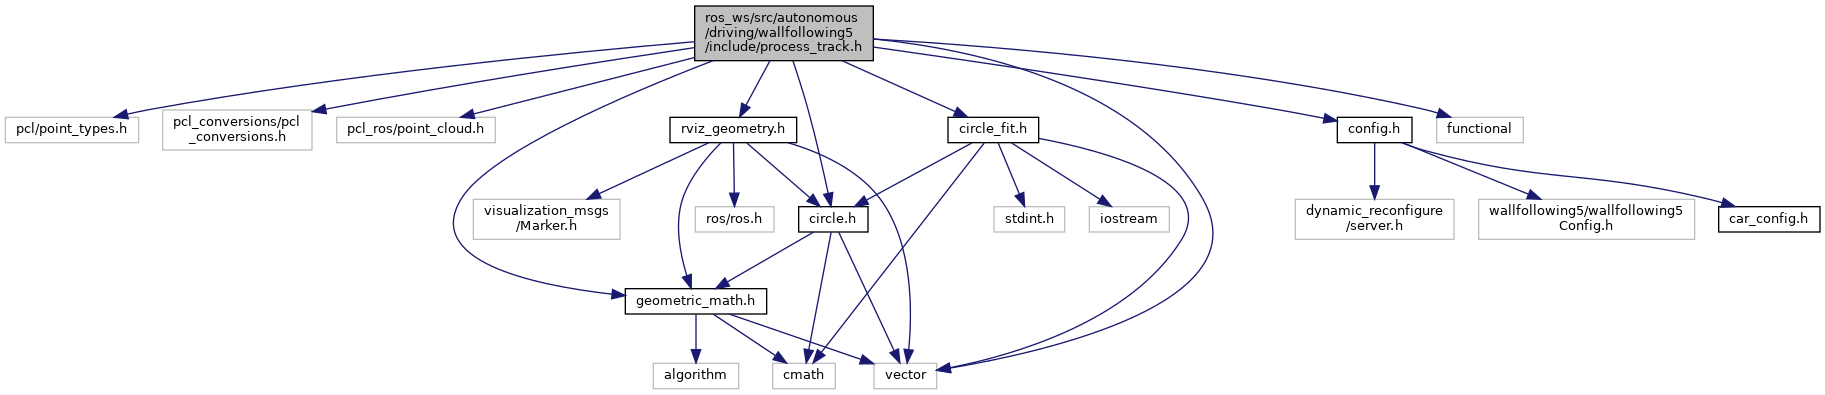 ros_ws/src/autonomous
/driving/wallfollowing5
/include/process_track.h
pcl/point_types.h
pcl_conversions/pcl
_conversions.h
pcl_ros/point_cloud.h
rviz_geometry.h
circle_fit.h
config.h
functional
visualization_msgs
/Marker.h
ros/ros.h
circle.h
stdint.h
iostream
dynamic_reconfigure
/server.h
wallfollowing5/wallfollowing5
Config.h
car_config.h
geometric_math.h
algorithm
cmath
vector